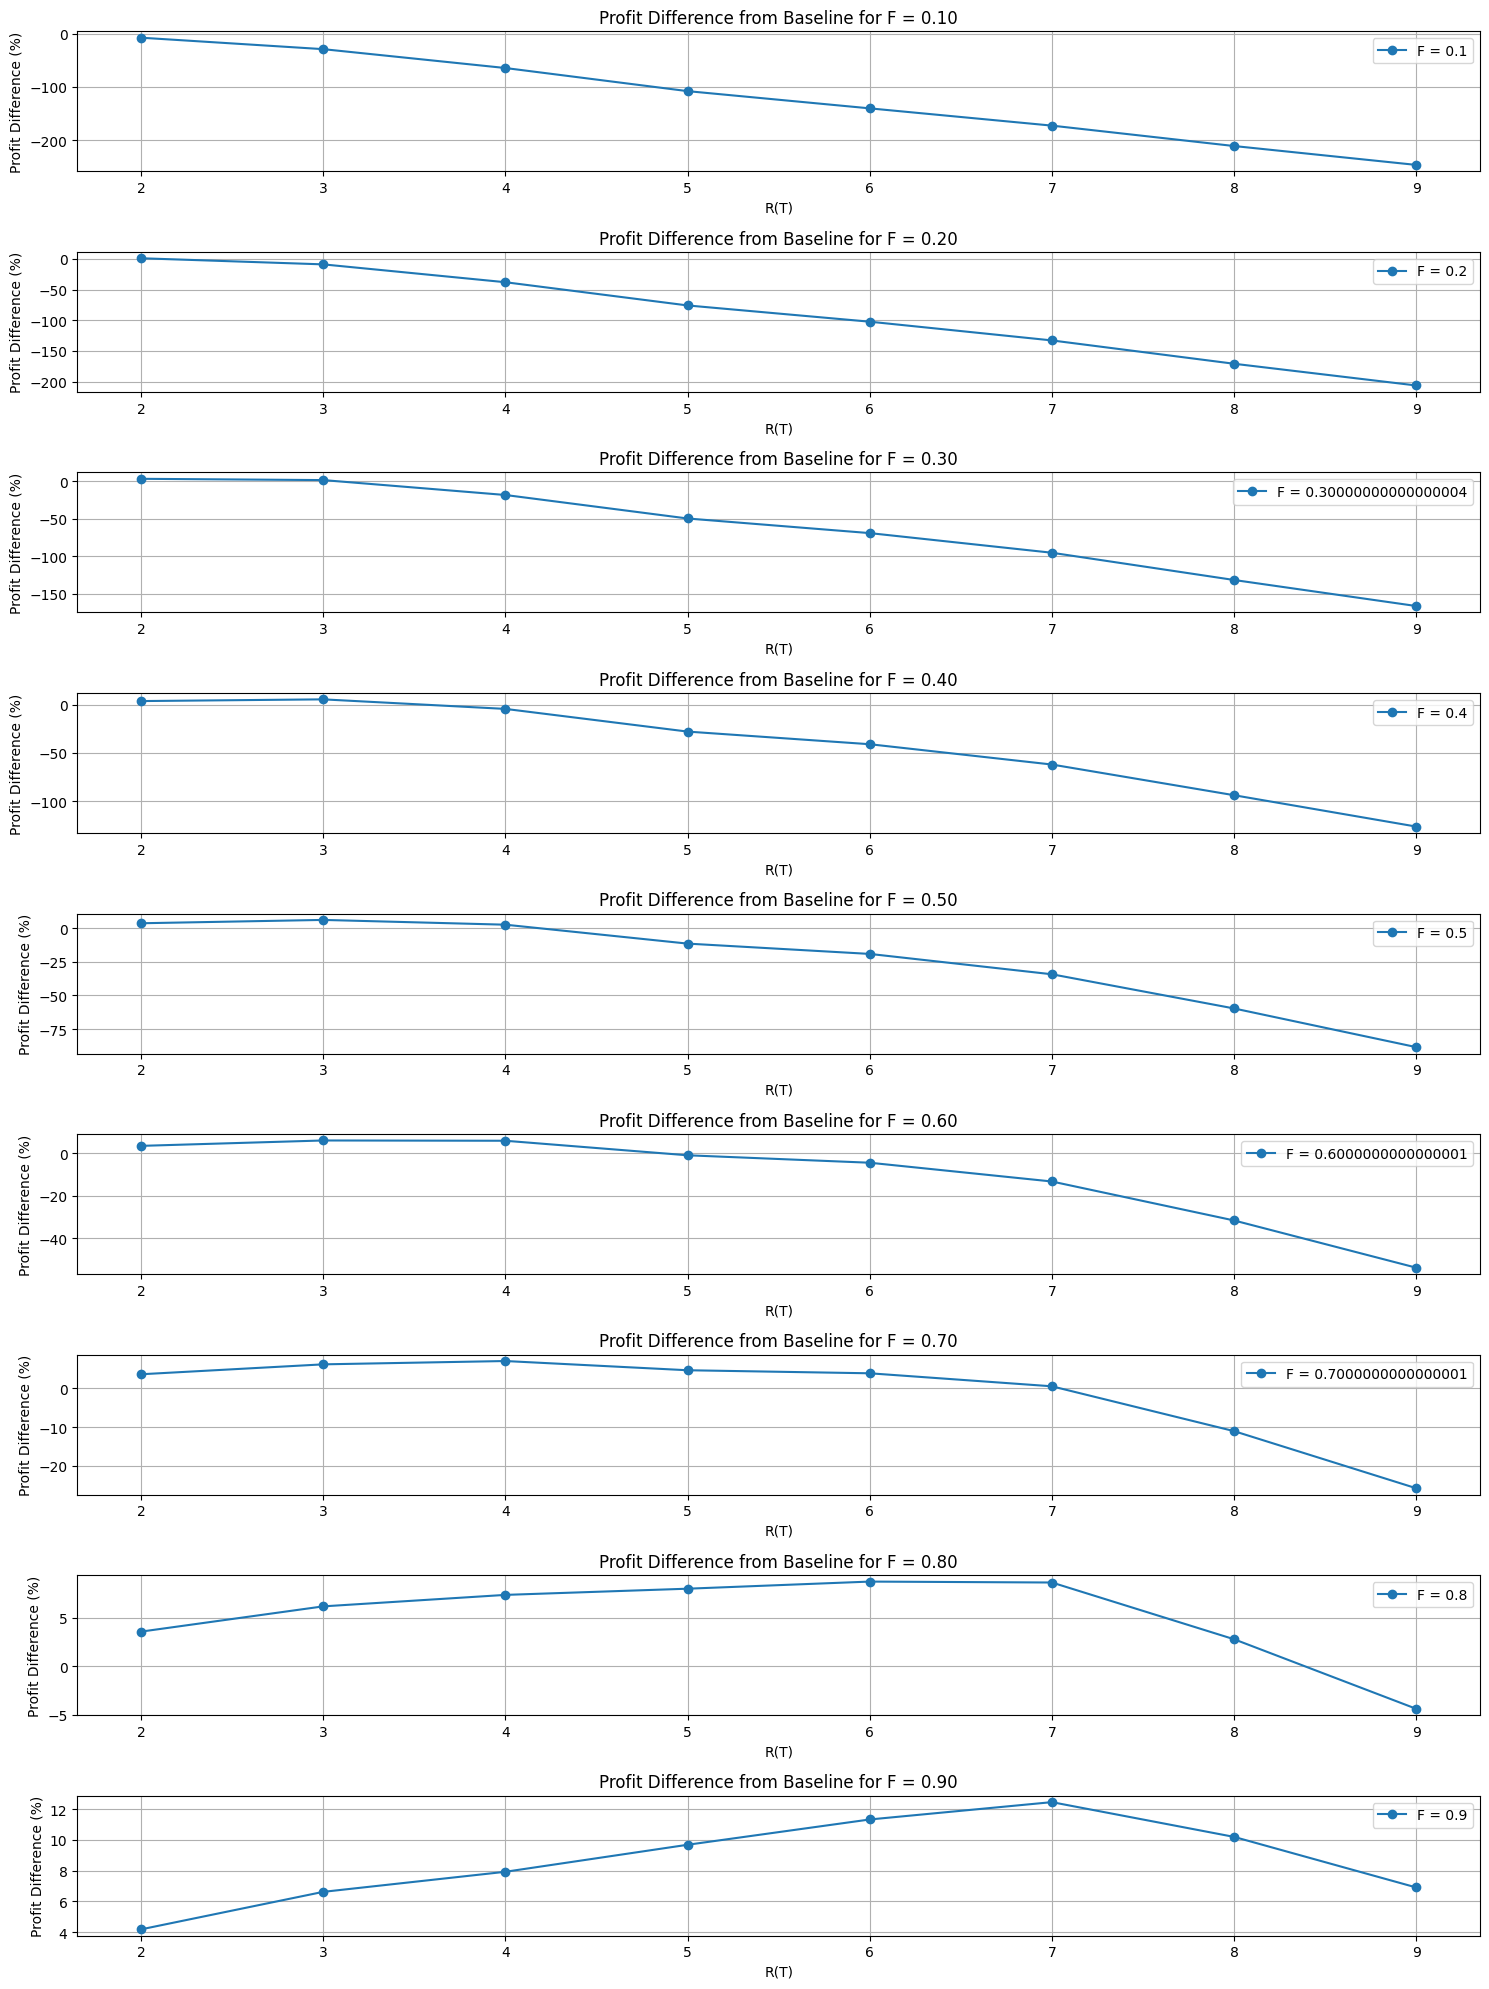 Profit Difference from Baseline for F = 0.10
Profit Difference (%)
0
−100
−200
F = 0.1
2 3 4 5 6 7 8 9
R(T)
Profit Difference from Baseline for F = 0.20
Profit Difference (%)
0
−50
−100
−150
−200
F = 0.2
2 3 4 5 6 7 8 9
R(T)
Profit Difference from Baseline for F = 0.30
Profit Difference (%)
0
−50
−100
−150
F = 0.30000000000000004
2 3 4 5 6 7 8 9
R(T)
Profit Difference from Baseline for F = 0.40
Profit Difference (%)
0
−50
−100
F = 0.4
2 3 4 5 6 7 8 9
R(T)
Profit Difference from Baseline for F = 0.50
Profit Difference (%)
0
−25
−50
−75
F = 0.5
2 3 4 5 6 7 8 9
R(T)
Profit Difference from Baseline for F = 0.60
Profit Difference (%)
0
−20
−40
F = 0.6000000000000001
2 3 4 5 6 7 8 9
R(T)
Profit Difference from Baseline for F = 0.70
Profit Difference (%)
0
−10
−20
F = 0.7000000000000001
2 3 4 5 6 7 8 9
R(T)
Profit Difference from Baseline for F = 0.80
Profit Difference (%)
5
0
−5
F = 0.8
2 3 4 5 6 7 8 9
R(T)
Profit Difference from Baseline for F = 0.90
Profit Difference (%)
12
10
8
6
4
F = 0.9
2 3 4 5 6 7 8 9
R(T)